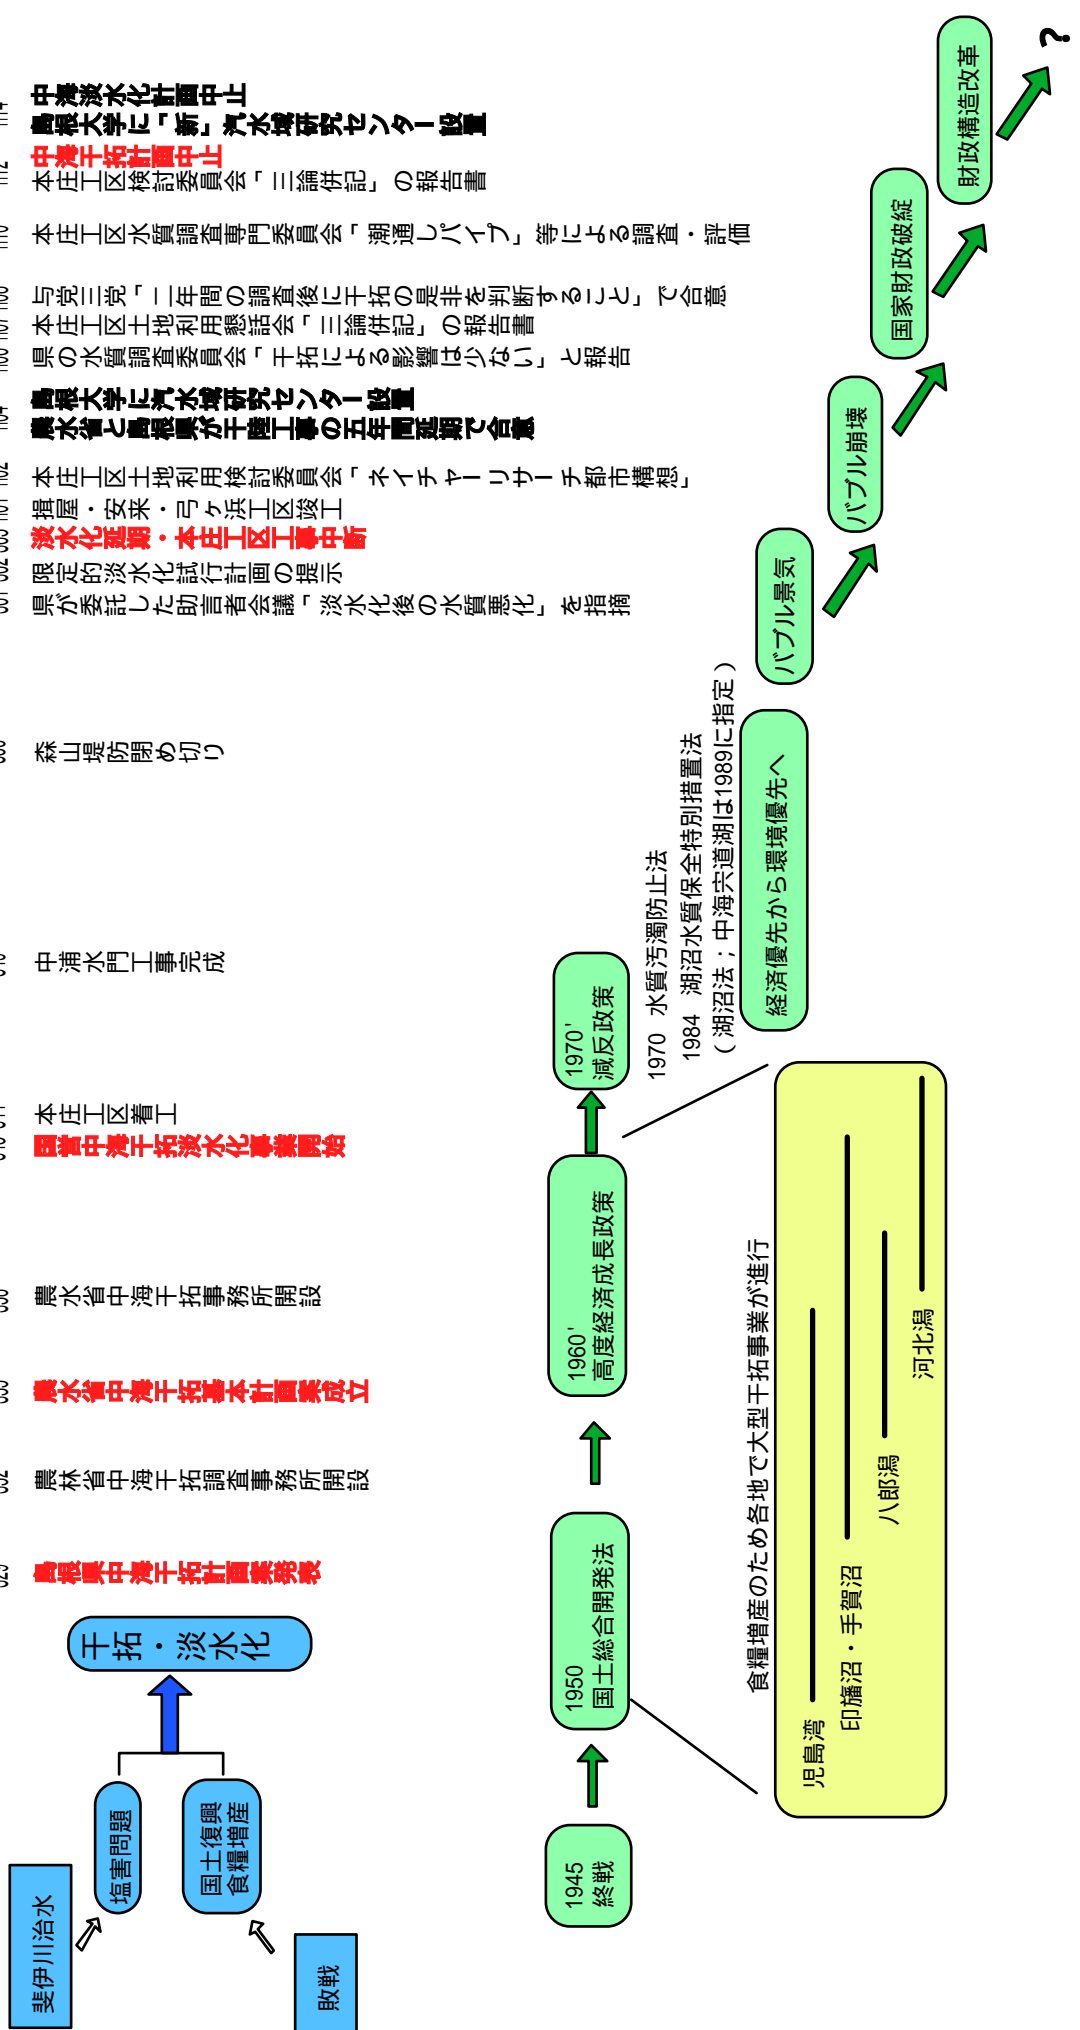 斐伊川治水
塩害問題
国土復興
食糧増産
敗戦
干拓・淡水化
島根県中海干拓計画案発表
農林省中海干拓調査事務所開設
農水省中海干拓基本計画案成立
農水省中海干拓事務所開設
国営中海干拓淡水化事業開始
本庄工区着工
中浦水門工事完成
森山堤防閉め切り
県が委託した助言者会議「淡水化後の水質悪化」を指摘
限定的淡水化試行計画の提示
淡水化延期・本庄工区工事中断
揖屋・安来・弓ヶ浜工区竣工
本庄工区土地利用検討委員会「ネイチャーリサーチ都市構想」
農水省と島根県が干陸工事の五年間延期で合意
島根大学に汽水域研究センター設置
県の水質調査委員会「干拓による影響は少ない」と報告
本庄工区土地利用懇話会「三論併記」の報告書
与党三党「二年間の調査後に干拓の是非を判断すること」で合意
本庄工区水質調査専門委員会「潮通しパイプ」等による調査・評価
本庄工区検討委員会「三論併記」の報告書
中海干拓計画中止
島根大学に「新」汽水域研究センター設置
中海淡水化計画中止
1945
終戦
1950
国土総合開発法
1960'
高度経済成長政策
1970'
減反政策
1970 水質汚濁防止法
1984 湖沼水質保全特別措置法
（湖沼法；中海宍道湖は1989に指定）
経済優先から環境優先へ
バブル景気
バブル崩壊
国家財政破綻
財政構造改革
?
食糧増産のため各地で大型干拓事業が進行
児島湾
印旛沼・手賀沼
八郎潟
河北潟